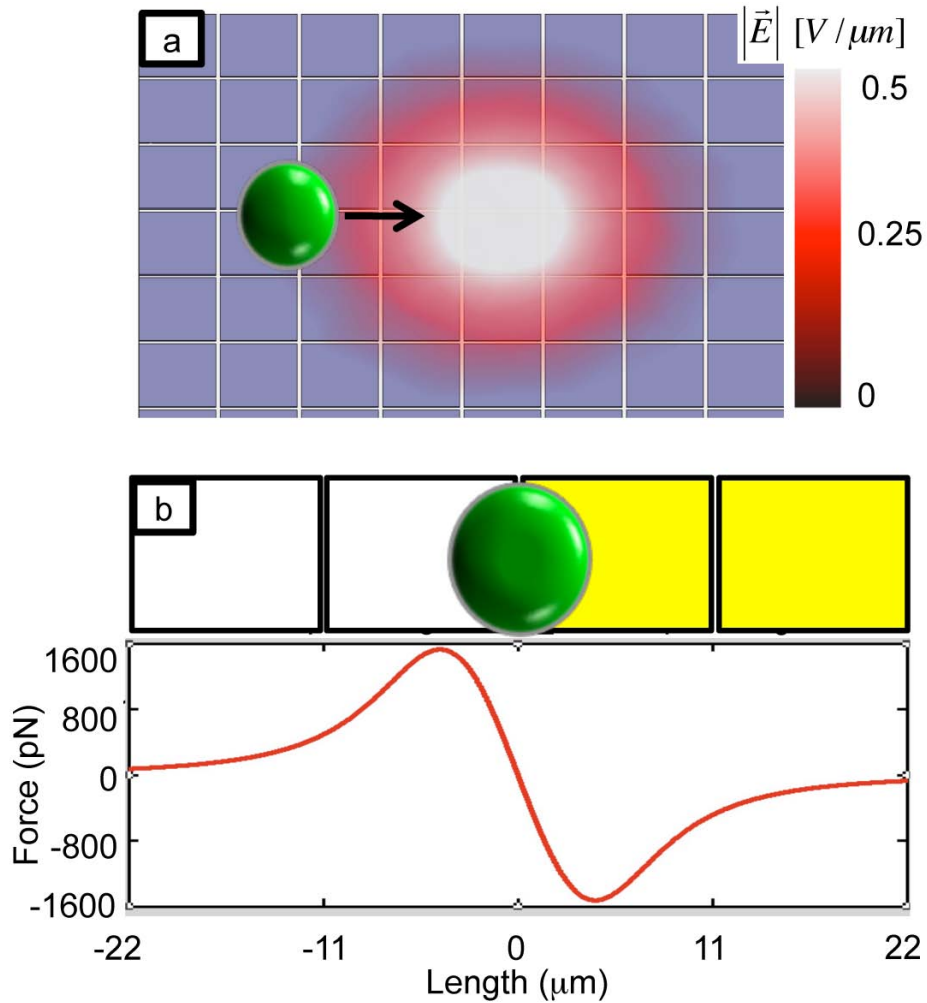 a
|E⃗| [V/μm]
0.5
0.25
0
b
1600
800
0
-800
-1600
Force (pN)
-22 -11 0 11 22
Length (μm)